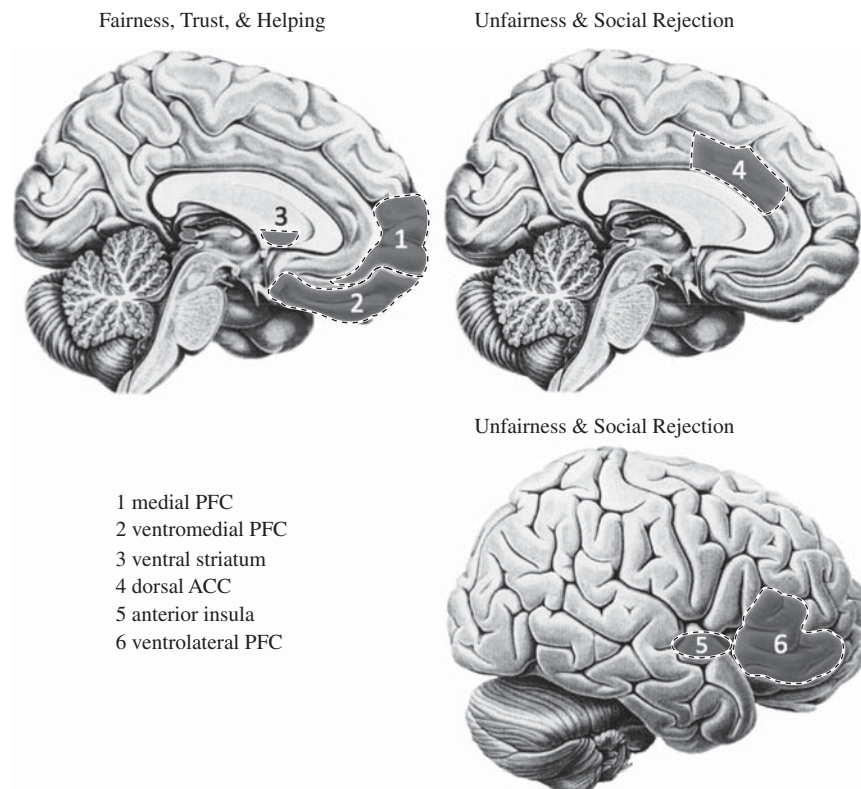 Fairness, Trust, & Helping
Unfairness & Social Rejection
3
1
2
4
Unfairness & Social Rejection
1 medial PFC
2 ventromedial PFC
3 ventral striatum
4 dorsal ACC
5 anterior insula
6 ventrolateral PFC
5
6